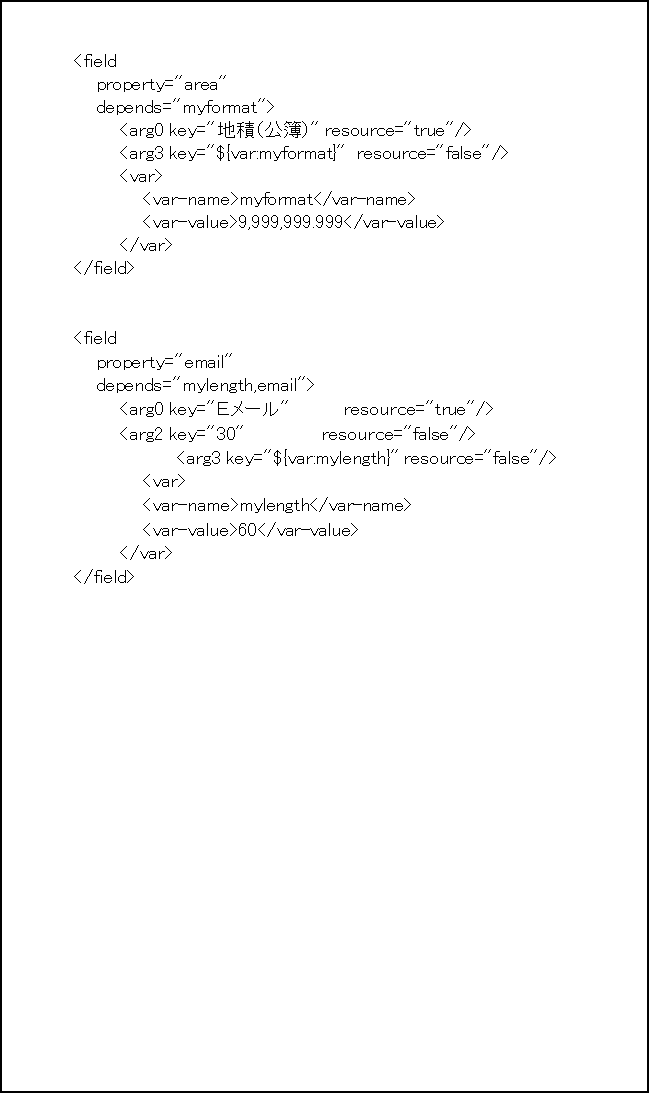 <field
property="area"
depends="myformat">
<arg0 key="地積(公簿)" resource="true"/>
<arg3 key="${var:myformat}" resource="false"/>
<var>
<var-name>myformat</var-name>
<var-value>9,999,999.999</var-value>
</var>
</field>
<field
property="email"
depends="mylength,email">
<arg0 key="Eメール" resource="true"/>
<arg2 key="30" resource="false"/>
<arg3 key="${var:mylength}" resource="false"/>
<var>
<var-name>mylength</var-name>
<var-value>60</var-value>
</var>
</field>